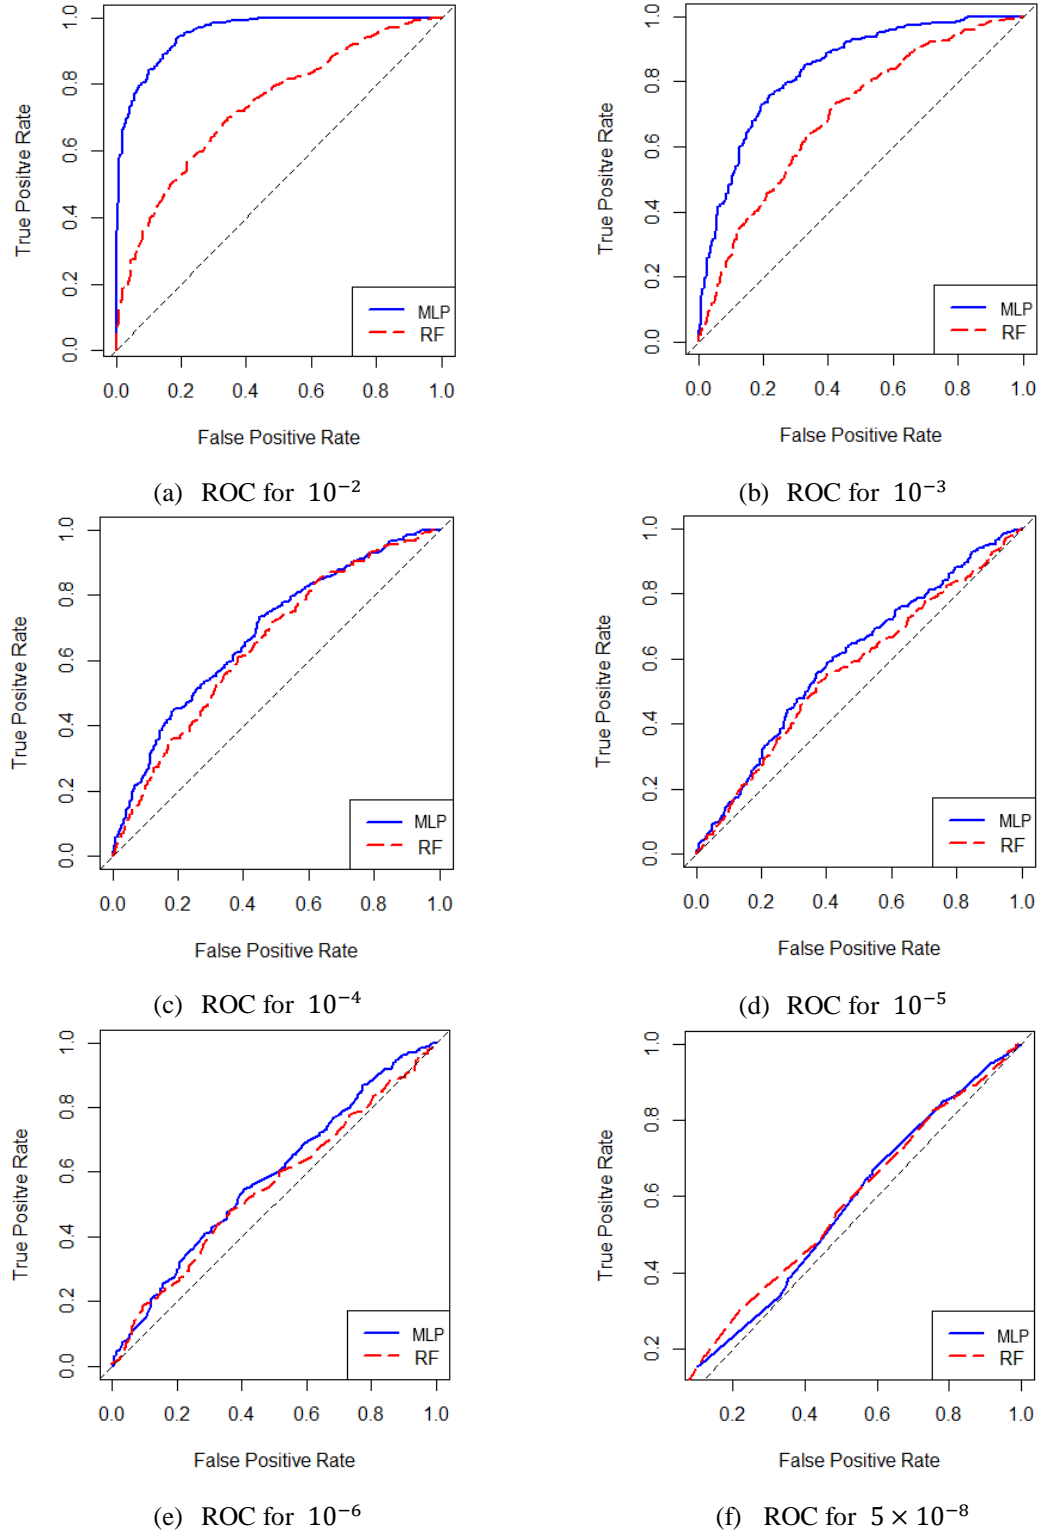 True Positve Rate
1.0
0.8
0.6
0.4
0.2
0.0
MLP
RF
0.0 0.2 0.4 0.6 0.8 1.0
False Positive Rate
(a) ROC for 10⁻²
True Positve Rate
1.0
0.8
0.6
0.4
0.2
0.0
MLP
RF
0.0 0.2 0.4 0.6 0.8 1.0
False Positive Rate
(b) ROC for 10⁻³
True Positve Rate
1.0
0.8
0.6
0.4
0.2
0.0
MLP
RF
0.0 0.2 0.4 0.6 0.8 1.0
False Positive Rate
(c) ROC for 10⁻⁴
True Positve Rate
1.0
0.8
0.6
0.4
0.2
0.0
MLP
RF
0.0 0.2 0.4 0.6 0.8 1.0
False Positive Rate
(d) ROC for 10⁻⁵
True Positve Rate
1.0
0.8
0.6
0.4
0.2
0.0
MLP
RF
0.0 0.2 0.4 0.6 0.8 1.0
False Positive Rate
(e) ROC for 10⁻⁶
True Positve Rate
1.0
0.8
0.6
0.4
0.2
MLP
RF
0.2 0.4 0.6 0.8 1.0
False Positive Rate
(f) ROC for 5 × 10⁻⁸